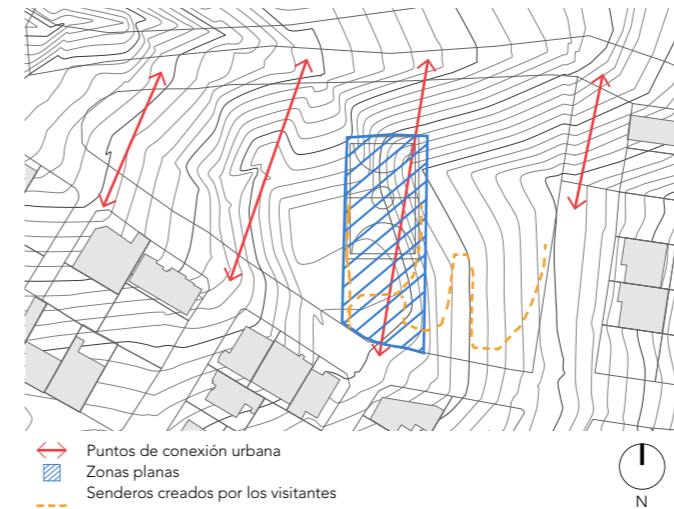 Puntos de conexión urbana
Zonas planas
Senderos creados por los visitantes
N